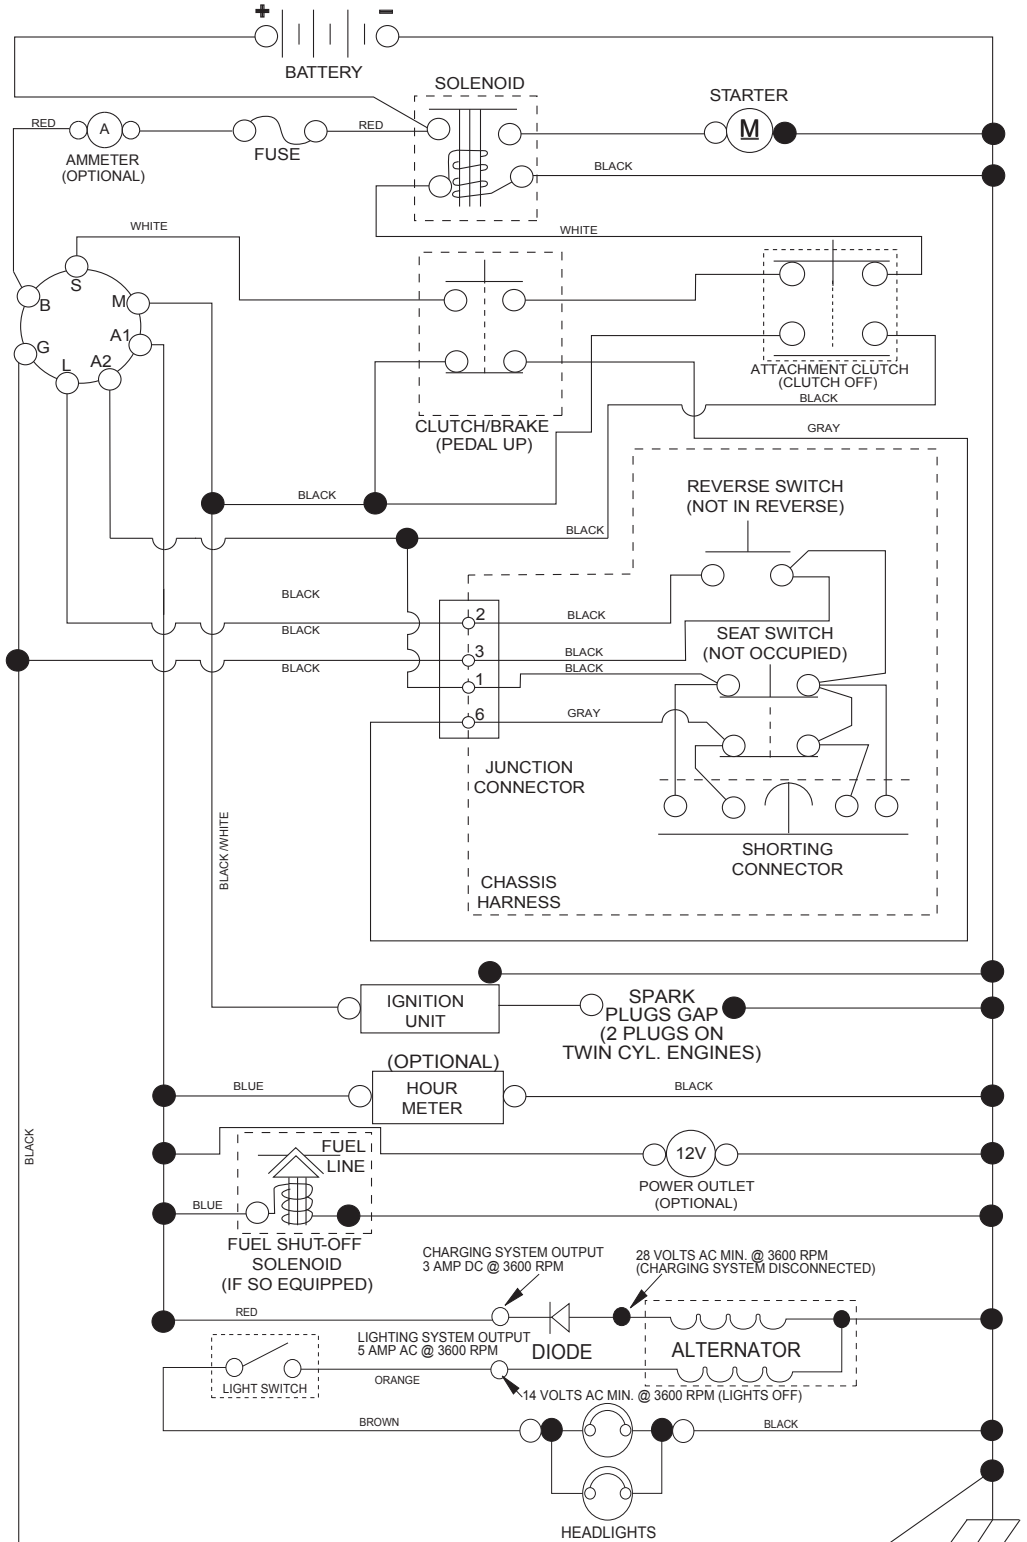 +
–
BATTERY
SOLENOID
STARTER
RED
A
RED
M
FUSE
AMMETER
(OPTIONAL)
BLACK
WHITE
WHITE
S
B
M
A1
G
A2
L
ATTACHMENT CLUTCH
(CLUTCH OFF)
BLACK
CLUTCH/BRAKE
(PEDAL UP)
GRAY
REVERSE SWITCH
(NOT IN REVERSE)
BLACK
BLACK
BLACK
2
BLACK
BLACK
SEAT SWITCH
(NOT OCCUPIED)
3
BLACK
BLACK
BLACK
1
6
GRAY
JUNCTION
CONNECTOR
BLACK /WHITE
SHORTING
CONNECTOR
CHASSIS
HARNESS
IGNITION
UNIT
SPARK
PLUGS GAP
(2 PLUGS ON
TWIN CYL. ENGINES)
(OPTIONAL)
BLUE
HOUR
METER
BLACK
BLACK
FUEL
LINE
12V
POWER OUTLET
(OPTIONAL)
BLUE
FUEL SHUT-OFF
SOLENOID
(IF SO EQUIPPED)
CHARGING SYSTEM OUTPUT
3 AMP DC @ 3600 RPM
28 VOLTS AC MIN. @ 3600 RPM
(CHARGING SYSTEM DISCONNECTED)
RED
LIGHTING SYSTEM OUTPUT
5 AMP AC @ 3600 RPM
DIODE
ALTERNATOR
LIGHT SWITCH
ORANGE
14 VOLTS AC MIN. @ 3600 RPM (LIGHTS OFF)
BROWN
BLACK
HEADLIGHTS